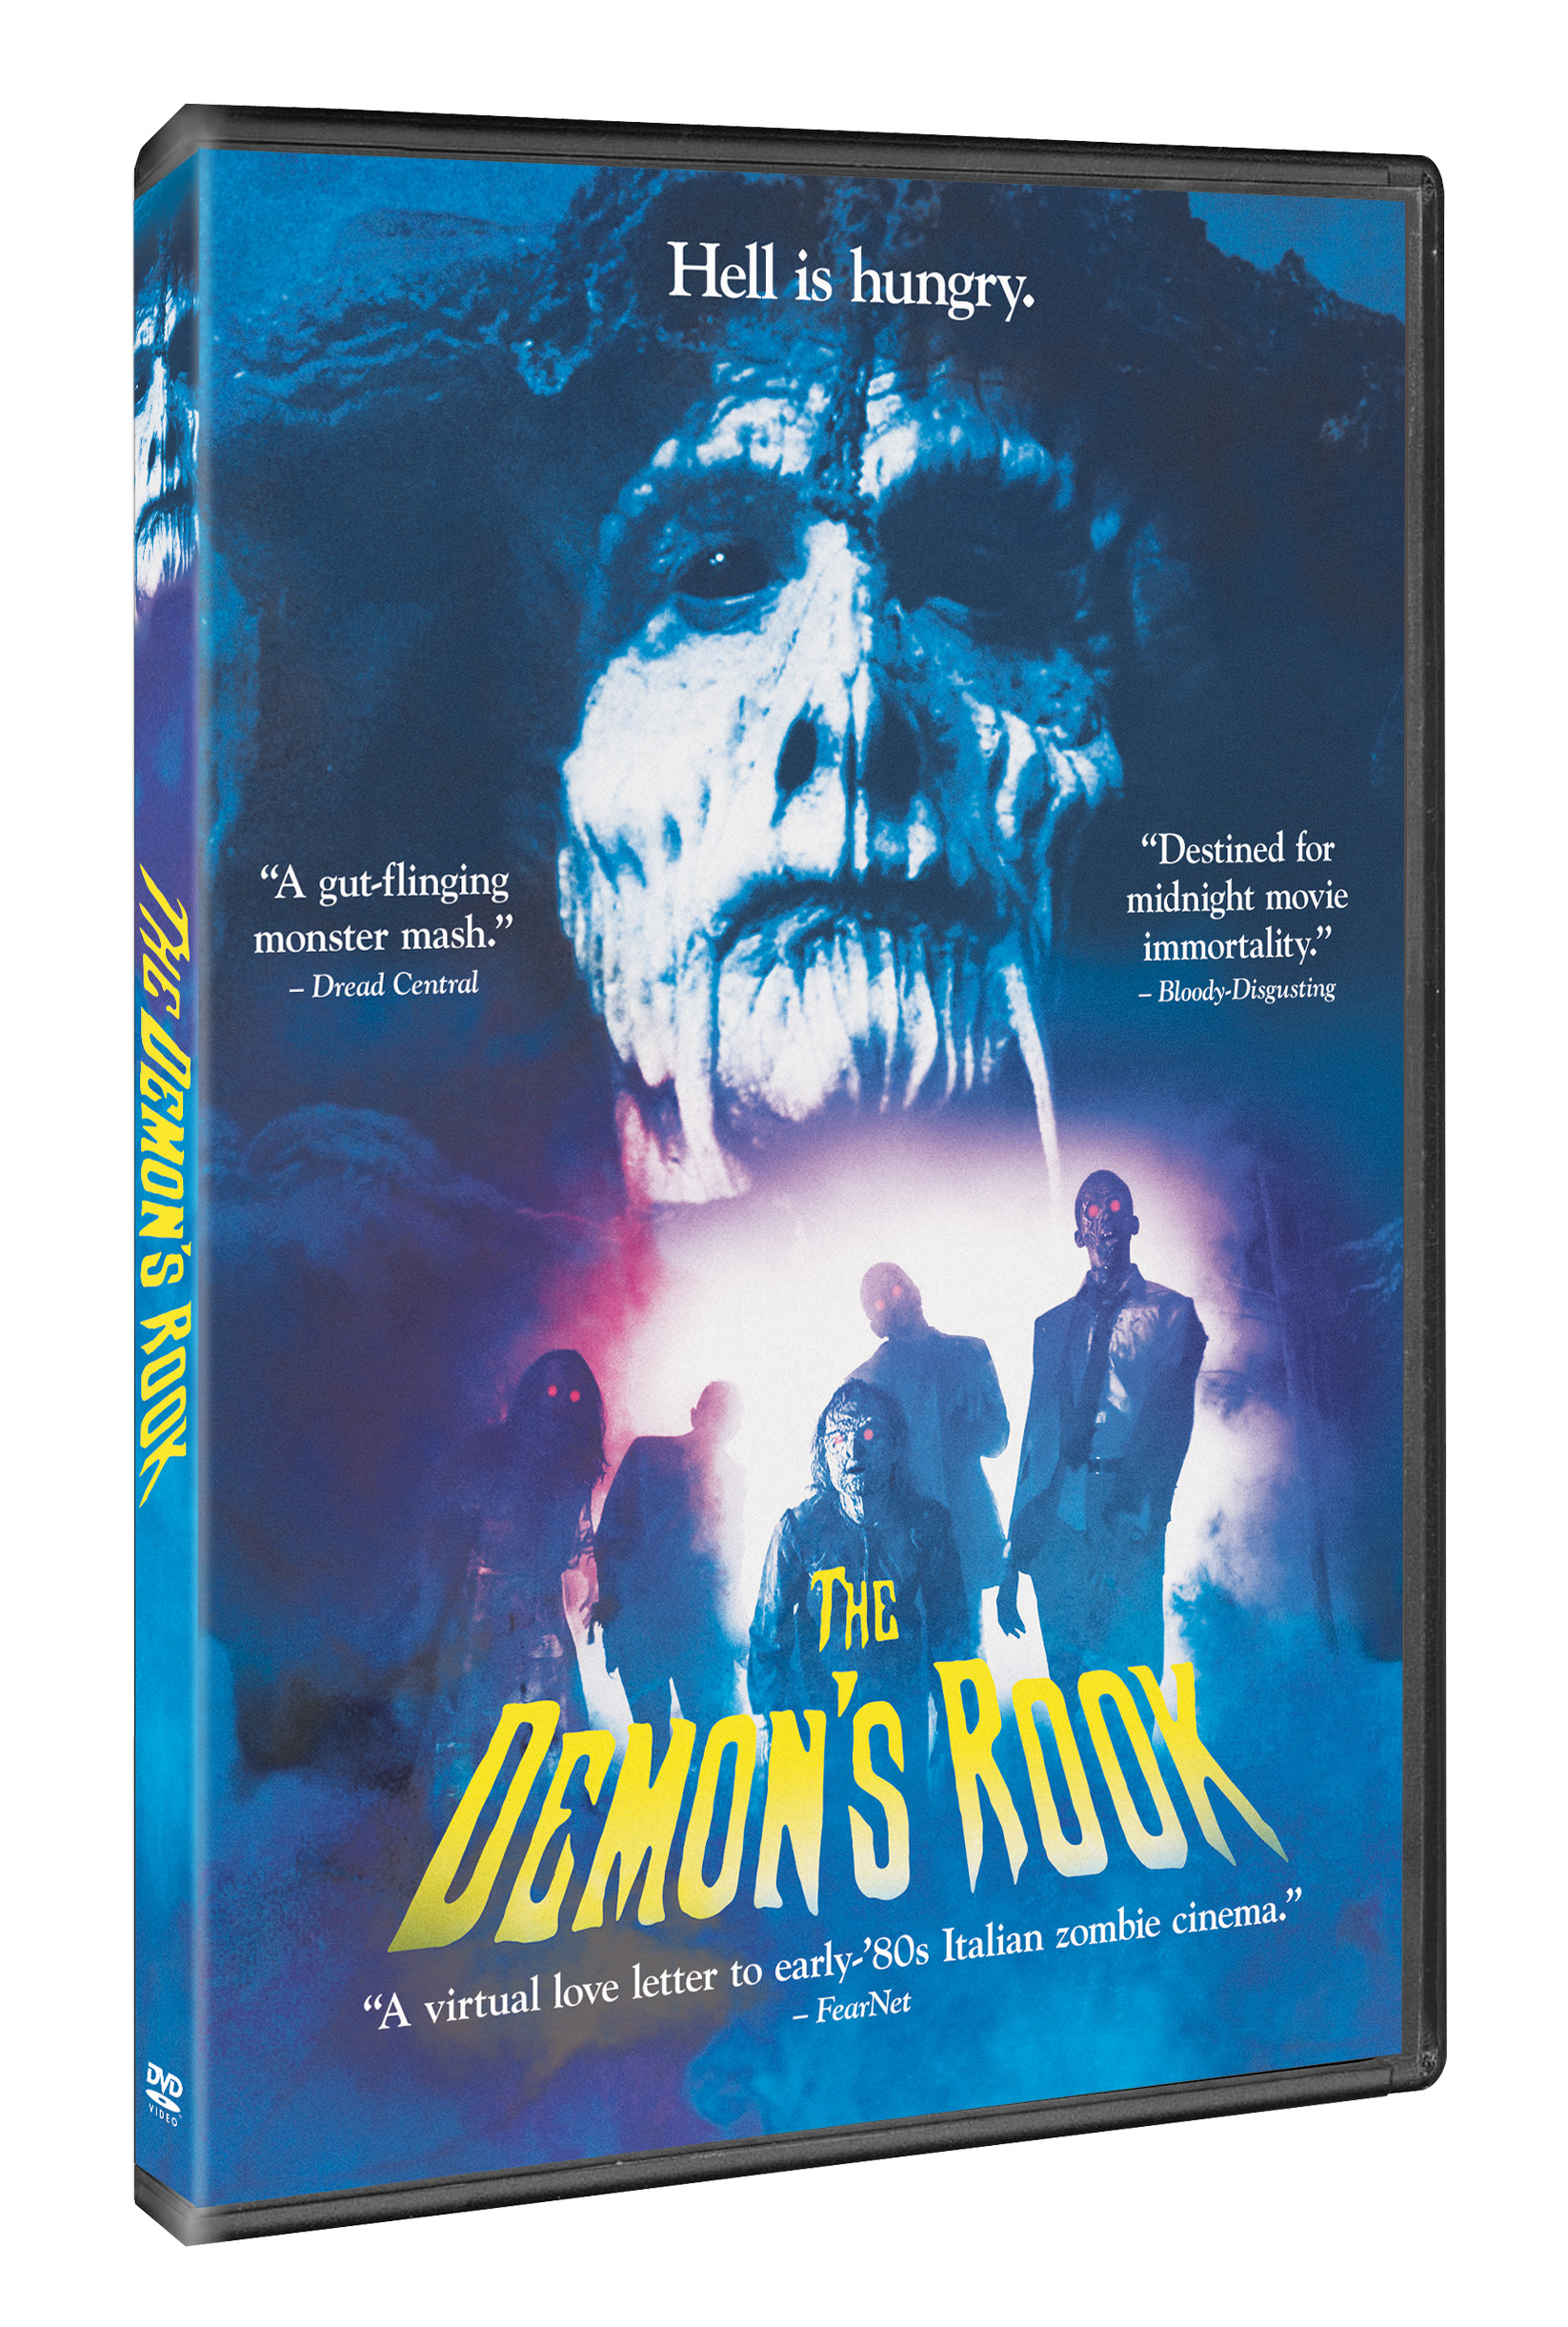 Hell is hungry.
“A gut-flinging
monster mash.”
– Dread Central
“Destined for
midnight movie
immortality.”
– Bloody-Disgusting
THE
DEMON'S ROOK
“A virtual love letter to early-’80s Italian zombie cinema.”
– FearNet
THE DEMON'S ROOK
DVD
VIDEO